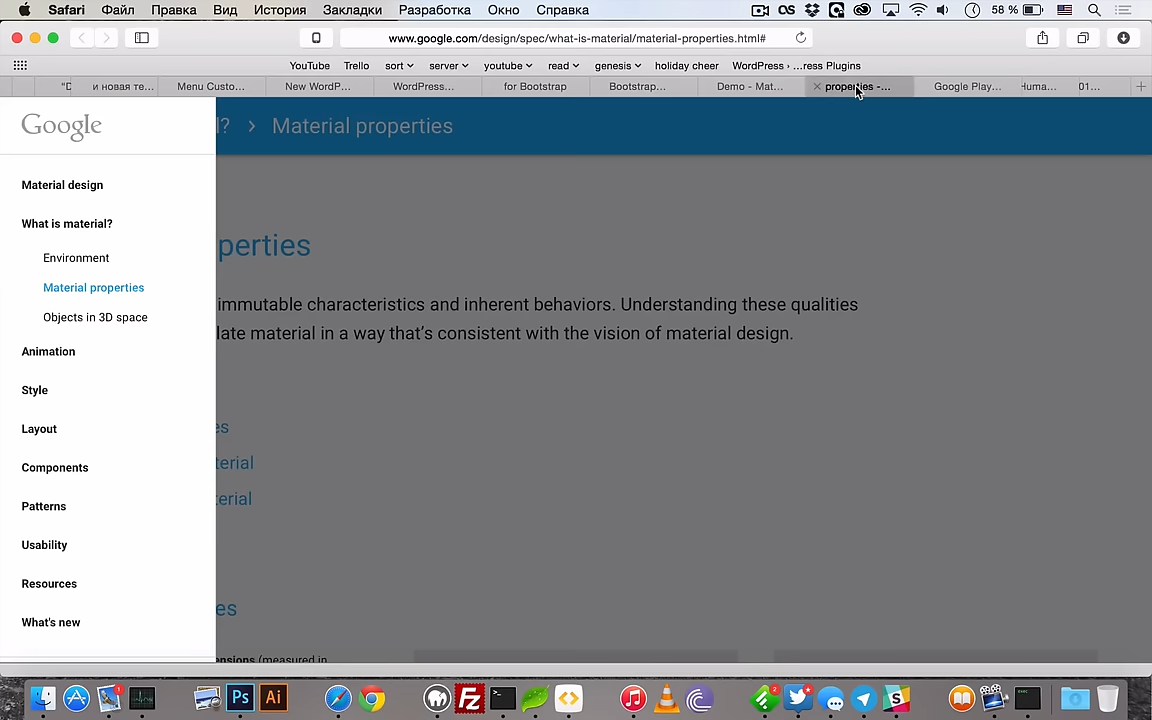 Safari Файл Правка Вид История Закладки Разработка Окно Справка 58 %
www.google.com/design/spec/what-is-material/material-properties.html#
YouTube Trello sort server youtube read genesis holiday cheer WordPress › ...ress Plugins
"D и новая те... Menu Custo... New WordP... WordPress... for Bootstrap Bootstrap... Demo - Mat... properties -... Google Play... Huma... 01...
Google
l? > Material properties
Material design
What is material?
Environment
Material properties
Objects in 3D space
Animation
Style
Layout
Components
Patterns
Usability
Resources
What's new
perties
immutable characteristics and inherent behaviors. Understanding these qualities
late material in a way that's consistent with the vision of material design.
es
terial
terial
es
ensions (measured in
Ps Ai Fz